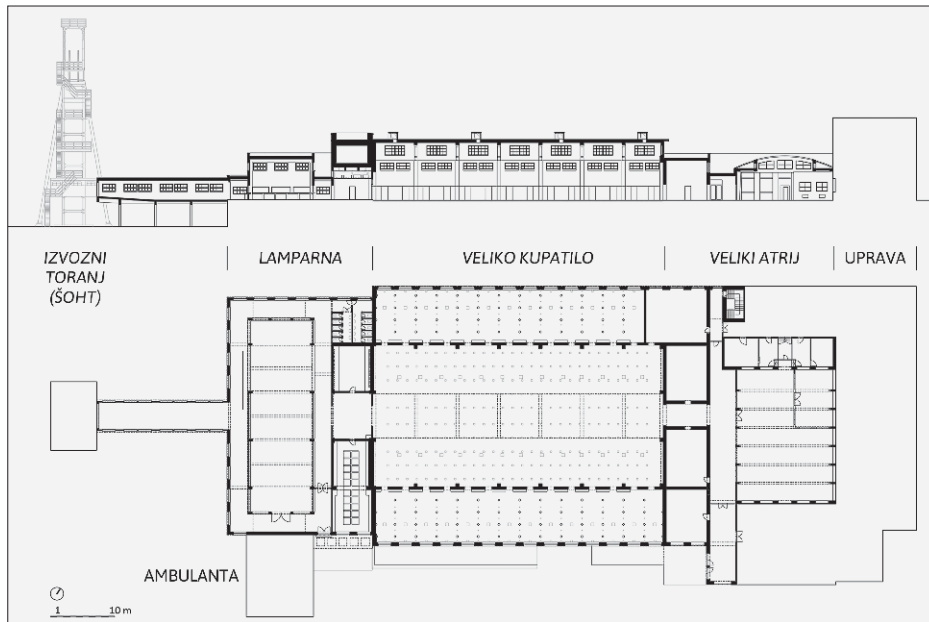 IZVOZNI
TORANJ
(ŠOHT)
LAMPARNA
VELIKO KUPATILO
VELIKI ATRIJ
UPRAVA
AMBULANTA
1 10 m